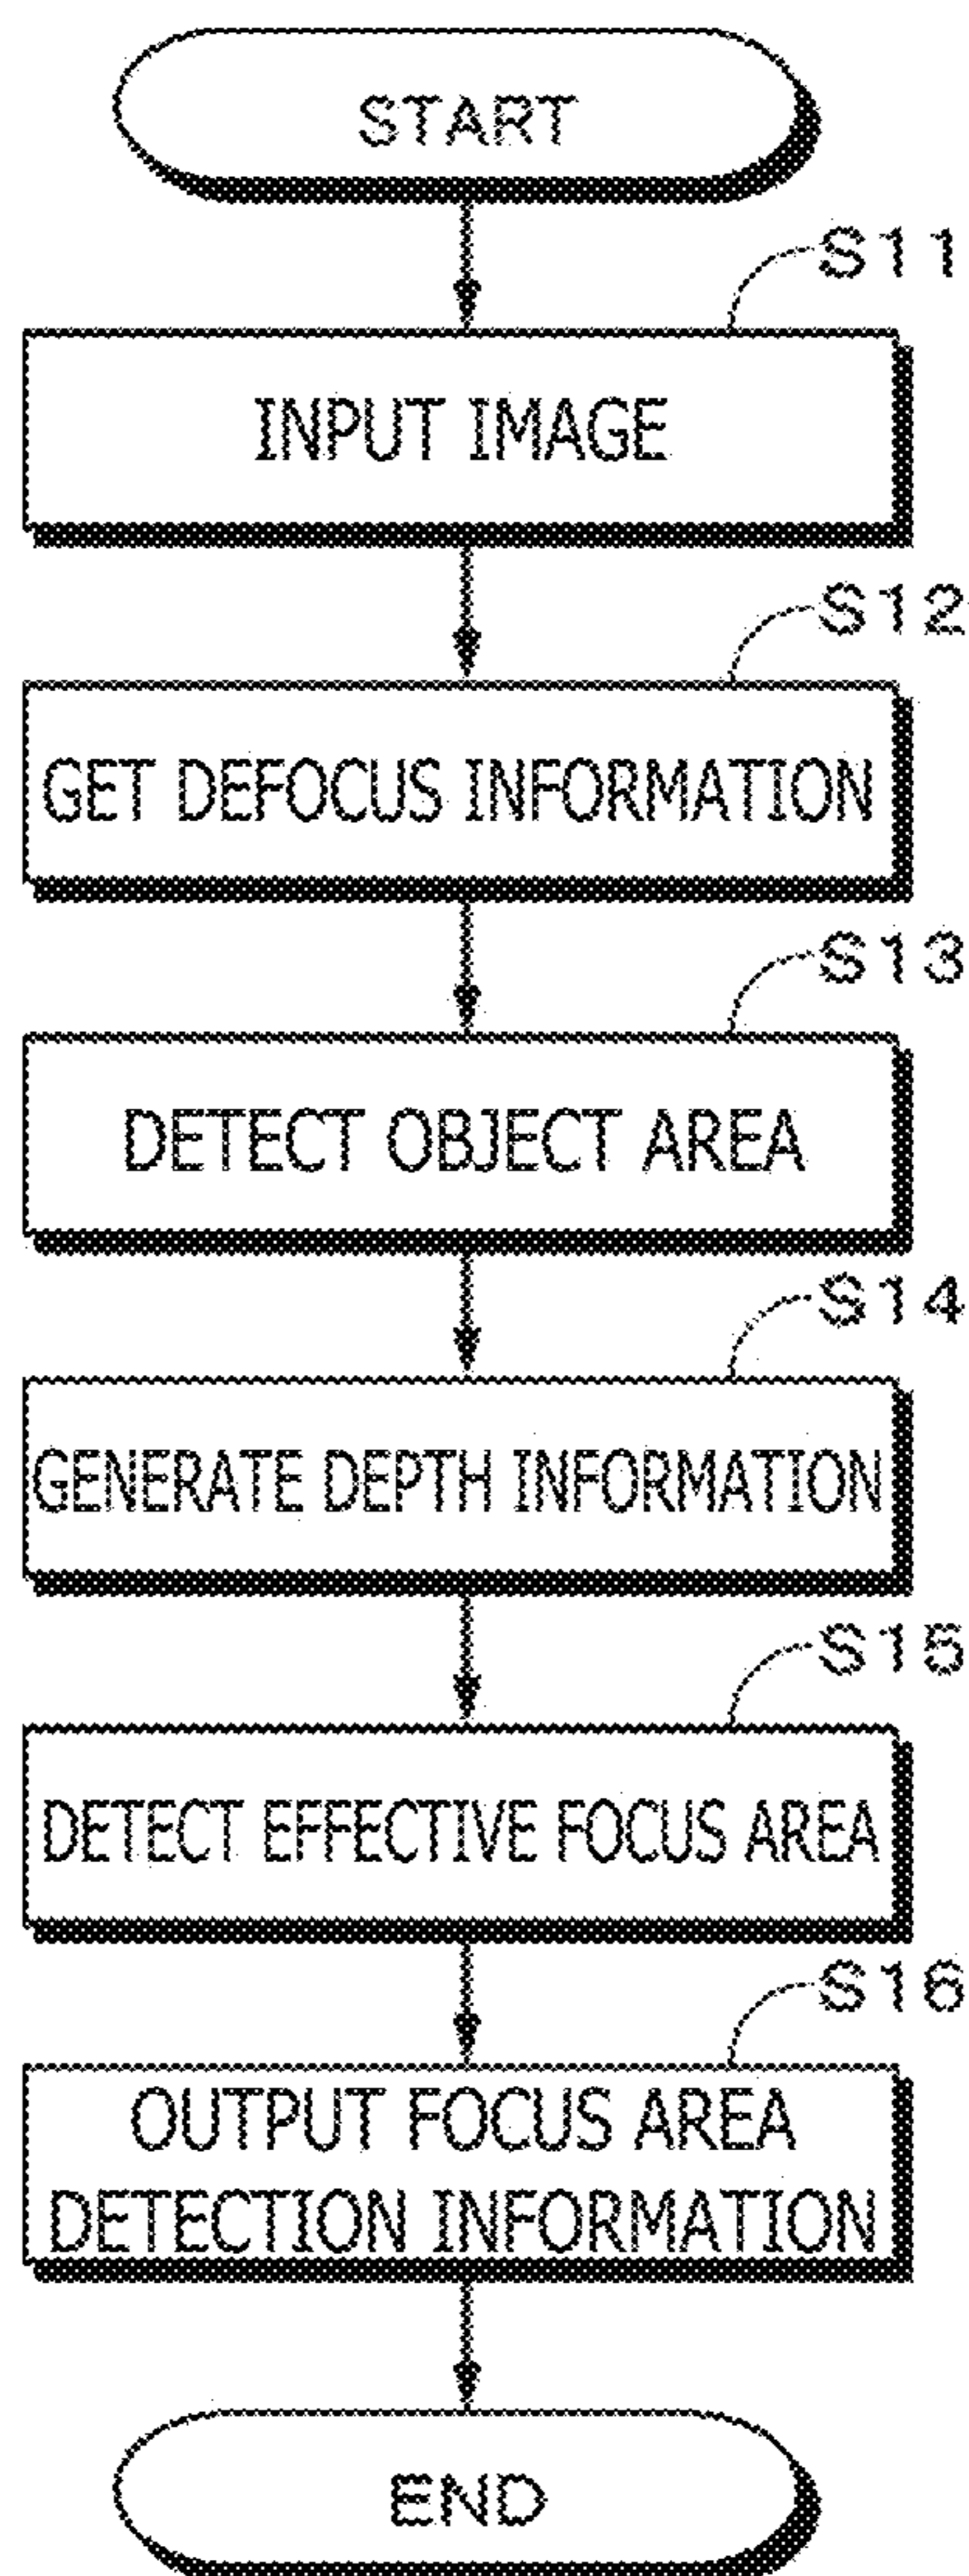 START
S11
INPUT IMAGE
S12
GET DEFOCUS INFORMATION
S13
DETECT OBJECT AREA
S14
GENERATE DEPTH INFORMATION
S15
DETECT EFFECTIVE FOCUS AREA
S16
OUTPUT FOCUS AREA
DETECTION INFORMATION
END